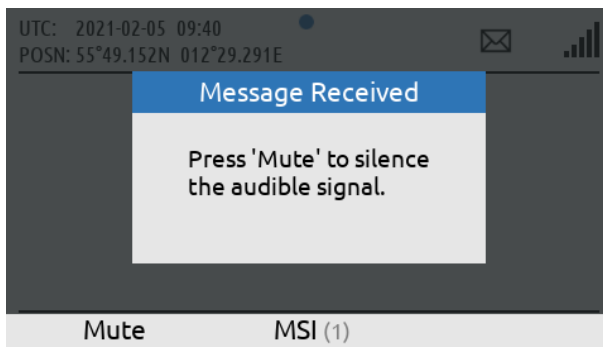 UTC: 2021-02-05 09:40
POSN: 55°49.152N 012°29.291E
Message Received
Press 'Mute' to silence
the audible signal.
Mute MSI (1)